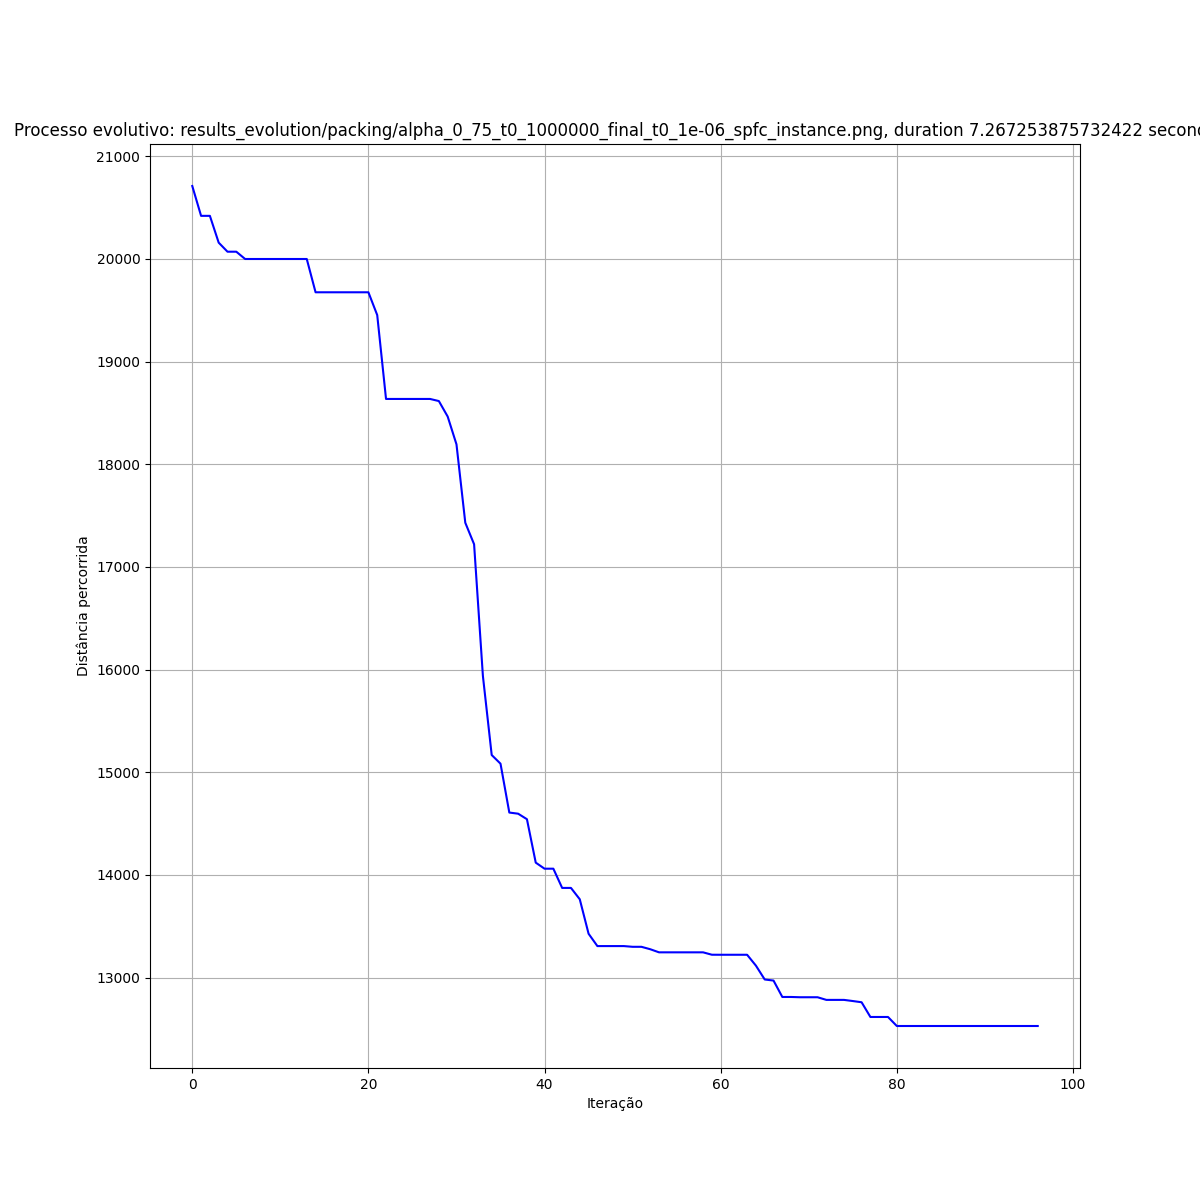 Processo evolutivo: results_evolution/packing/alpha_0_75_t0_1000000_final_t0_1e-06_spfc_instance.png, duration 7.267253875732422 secon
21000
20000
19000
18000
17000
16000
15000
14000
13000
Distância percorrida
0 20 40 60 80 100
Iteração